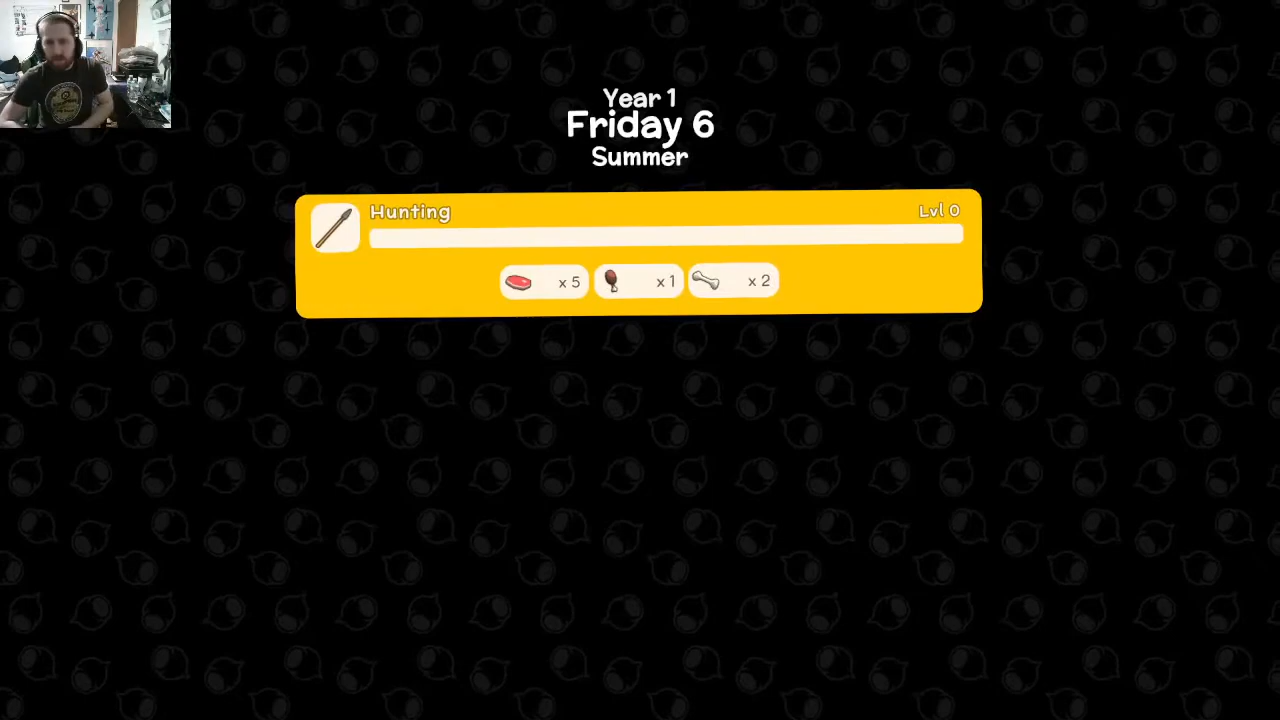 Year 1
Friday 6
Summer
Hunting
Lvl 0
x 5
x 1
x 2